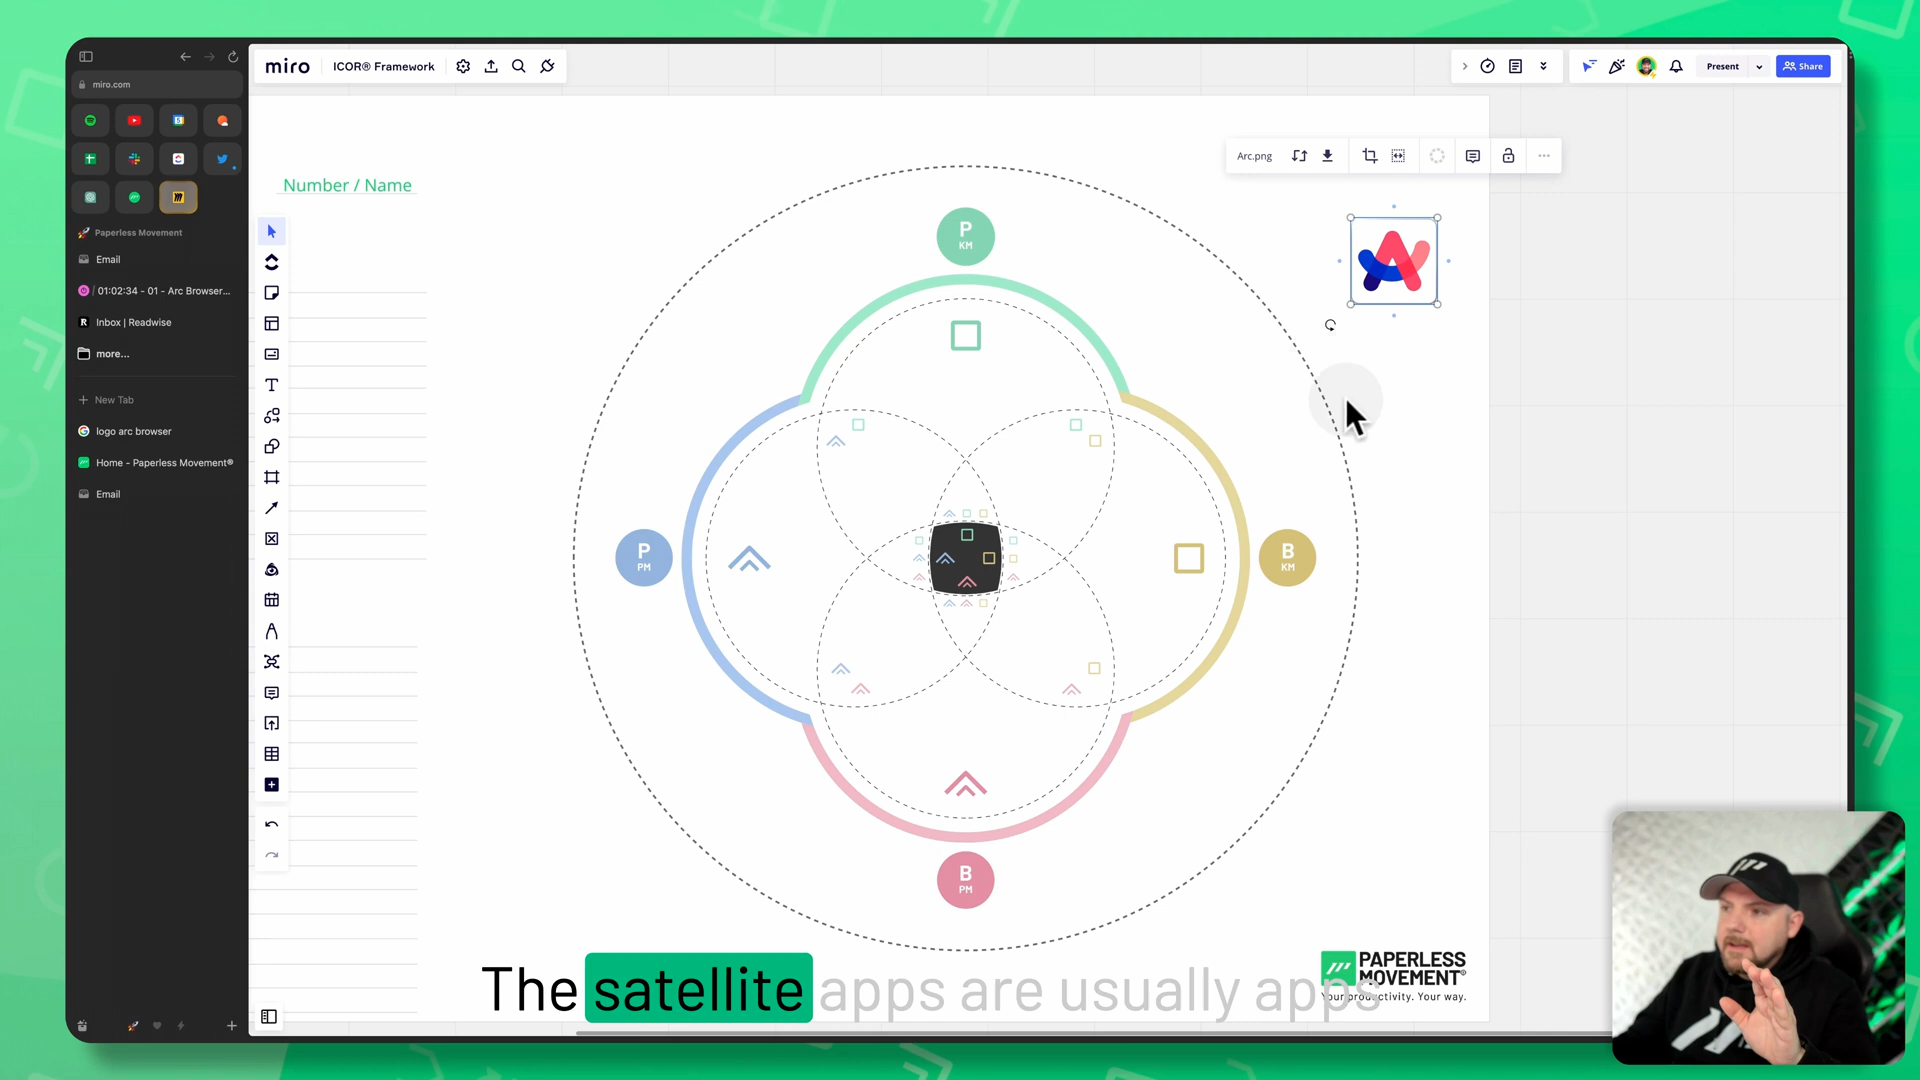 miro.com
miro
ICOR® Framework
Present
Share
Arc.png
Number / Name
Paperless Movement
Email
01:02:34 - 01 - Arc Browser...
Inbox | Readwise
more...
New Tab
logo arc browser
Home - Paperless Movement®
Email
P
KM
P
PM
B
KM
B
PM
PAPERLESS
MOVEMENT®
Your productivity. Your way.
The satellite apps are usually apps